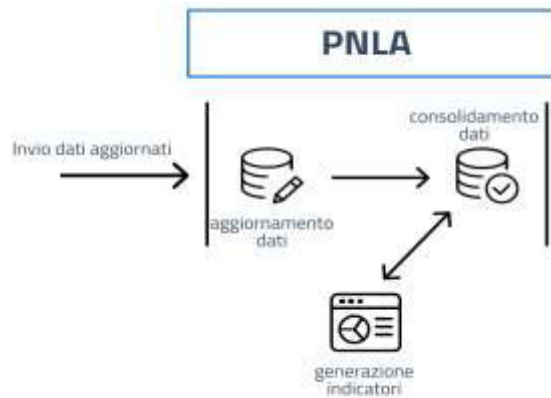 PNLA
consolidamento
dati
Invio dati aggiornati
aggiornamento
dati
generazione
indicatori